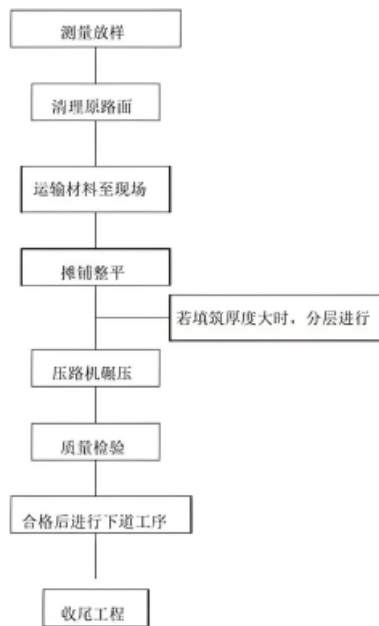 测量放样
清理原路面
运输材料至现场
摊铺整平
若填筑厚度大时，分层进行
压路机碾压
质量检验
合格后进行下道工序
收尾工程